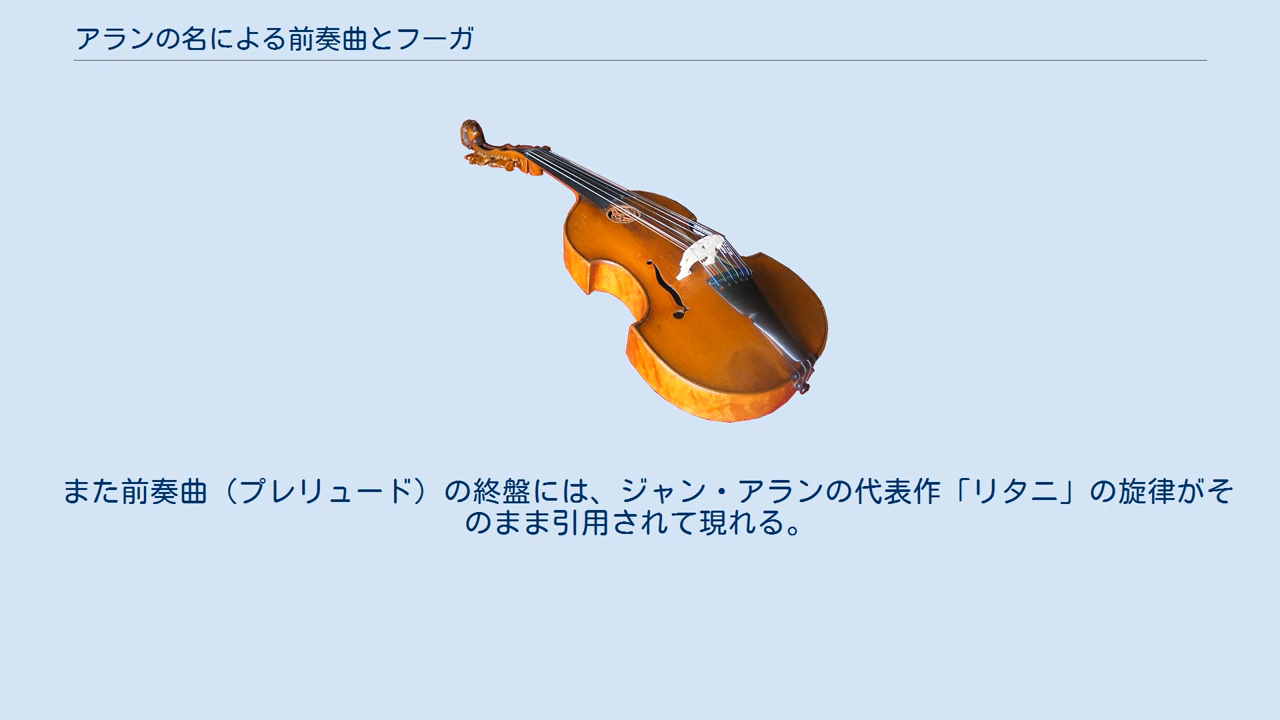 アランの名による前奏曲とフーガ
また前奏曲（プレリュード）の終盤には、ジャン・アランの代表作「リタニ」の旋律がそ
のまま引用されて現れる。